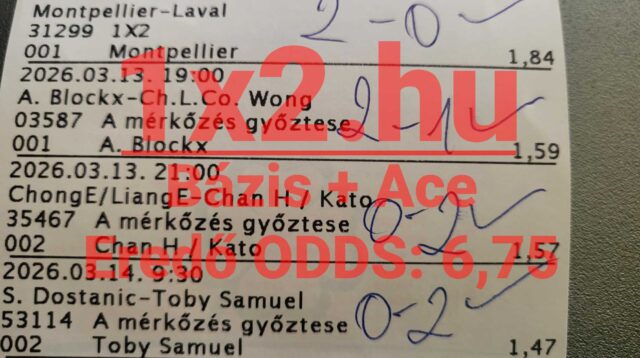 Montpellier-Laval
31299 1X2
2-0
001 Montpellier 1,84
2026.03.13. 19:00
A. Blockx-Ch.L.Co. Wong
03587 A mérkőzés győztese
2-1
001 A. Blockx 1,59
2026.03.13. 21:00
ChongE/LiangE-Chan H / Kato
35467 A mérkőzés győztese
0-2
002 Chan H / Kato 1,57
2026.03.14. 9:30
S. Dostanic-Toby Samuel
53114 A mérkőzés győztese
0-2
002 Toby Samuel 1,47
1x2.hu
Bázis + Ace
Eredő ODDS: 6,75